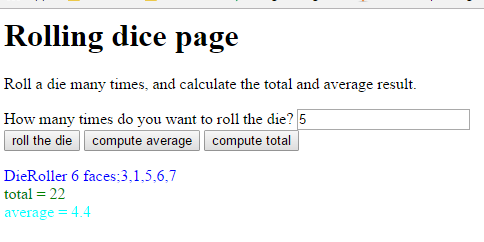 Rolling dice page
Roll a die many times, and calculate the total and average result.
How many times do you want to roll the die? 5
roll the die compute average compute total
DieRoller 6 faces;3,1,5,6,7
total = 22
average = 4.4